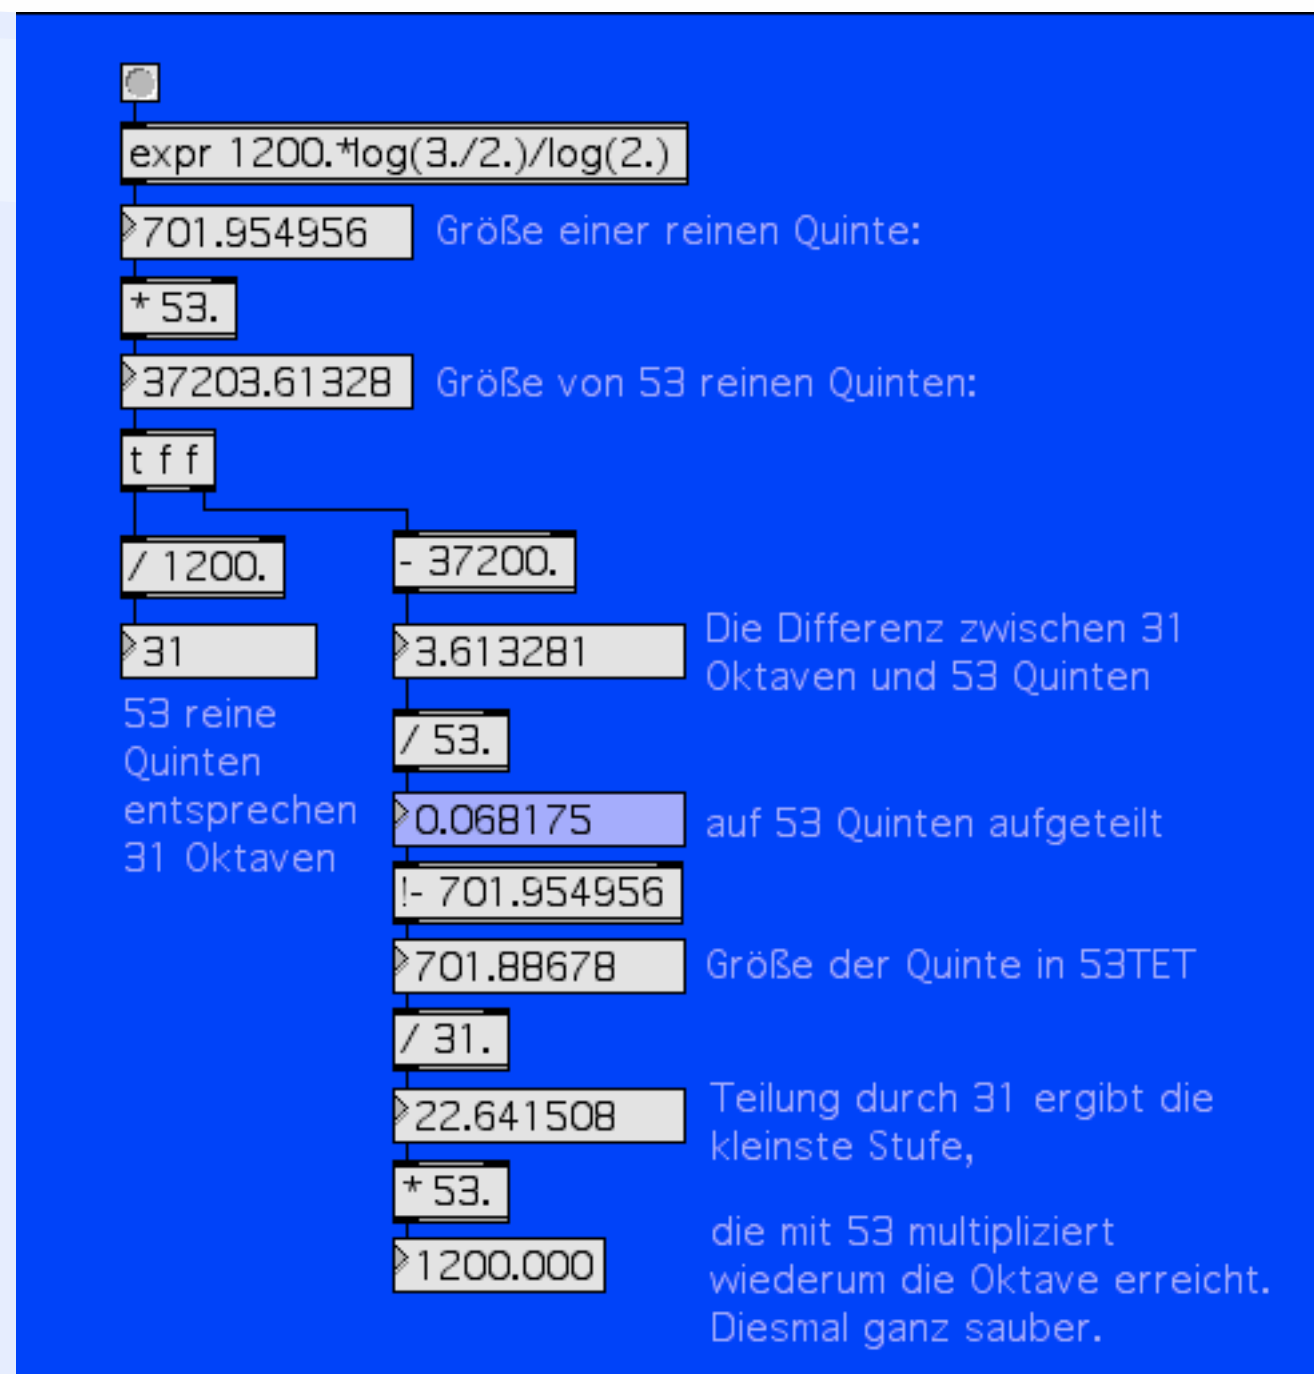 expr 1200.*log(3./2.)/log(2.)
701.954956
Größe einer reinen Quinte:
* 53.
37203.61328
Größe von 53 reinen Quinten:
t f f
/ 1200.
- 37200.
31
3.613281
Die Differenz zwischen 31
Oktaven und 53 Quinten
53 reine
Quinten
entsprechen
31 Oktaven
/ 53.
0.068175
auf 53 Quinten aufgeteilt
!- 701.954956
701.88678
Größe der Quinte in 53TET
/ 31.
22.641508
Teilung durch 31 ergibt die
kleinste Stufe,
* 53.
1200.000
die mit 53 multipliziert
wiederum die Oktave erreicht.
Diesmal ganz sauber.